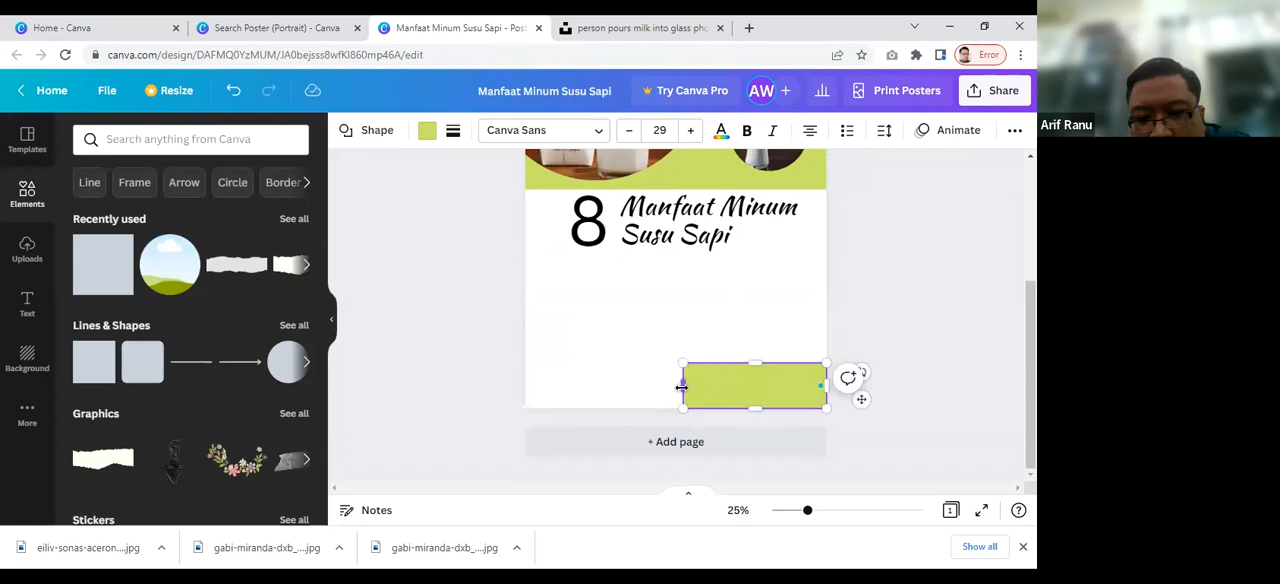 Home - Canva
Search Poster (Portrait) - Canva
Manfaat Minum Susu Sapi - Post
person pours milk into glass pho
canva.com/design/DAFMQ0YzMUM/JA0bejsss8wfKl860mp46A/edit
Error
Home
File
Resize
Manfaat Minum Susu Sapi
Try Canva Pro
AW
Print Posters
Share
Arif Ranu
Templates
Elements
Uploads
Text
Background
More
Search anything from Canva
Line
Frame
Arrow
Circle
Border
Recently used
See all
Lines & Shapes
See all
Graphics
See all
Stickers
See all
Shape
Canva Sans
29
A
B
I
Animate
8
Manfaat Minum
Susu Sapi
+ Add page
Notes
25%
1
eiliv-sonas-aceron....jpg
gabi-miranda-dxb_....jpg
gabi-miranda-dxb_....jpg
Show all